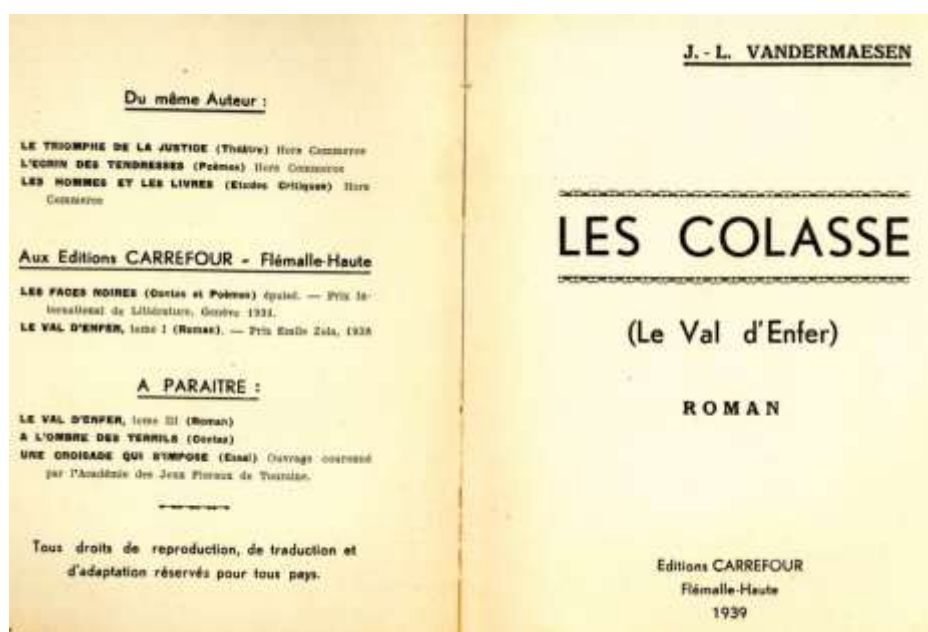 Du même Auteur :
LE TRIOMPHE DE LA JUSTICE (Théâtre) Hors Commerce
L'ECRIN DES TENDRESSES (Poèmes) Hors Commerce
LES HOMMES ET LES LIVRES (Etudes Critiques) Hors
Commerce
Aux Editions CARREFOUR - Flémalle-Haute
LES FACES NOIRES (Contes et Poèmes) épuisé. — Prix In-
ternational de Littérature, Genève
LE VAL D'ENFER, tome I (Roman). — Prix Emile Zola, 1938
A PARAITRE :
LE VAL D'ENFER, tome III (Roman)
A L'OMBRE DES TERRILS (Contes)
UNE CROISADE QUI S'IMPOSE (Essai) Ouvrage couronné
par l'Académie des Jeux Floraux de Touraine.
Tous droits de reproduction, de traduction et
d'adaptation réservés pour tous pays.
J.-L. VANDERMAESEN
LES COLASSE
(Le Val d'Enfer)
ROMAN
Editions CARREFOUR
Flémalle-Haute
1939